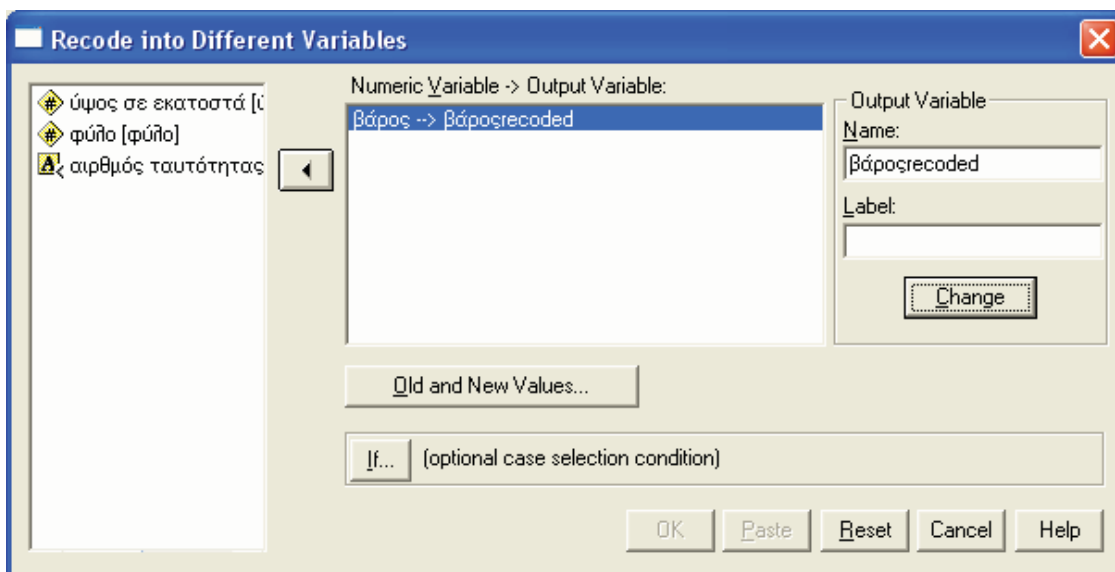 Recode into Different Variables
ύψος σε εκατοστά [ύ
φύλο [φύλο]
αιρθμός ταυτότητας
Numeric Variable -> Output Variable:
βάρος --> βάροςrecoded
Output Variable
Name:
βάροςrecoded
Label:
Change
Old and New Values...
If... (optional case selection condition)
OK Paste Reset Cancel Help